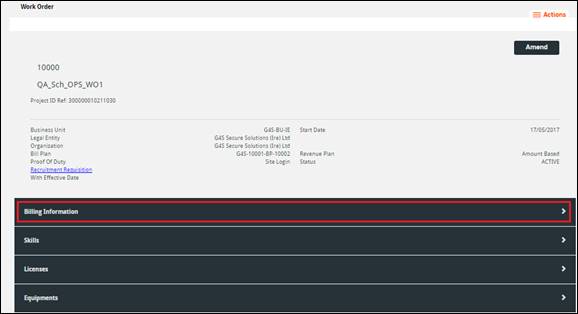 Work Order
Actions
Amend
10000
QA_Sch_OPS_WO1
Project ID Ref: 300000010211030
Business Unit G4S-BU-IE Start Date 17/05/2017
Legal Entity G4S Secure Solutions (Ire) Ltd
Organization G4S Secure Solutions (Ire) Ltd
Bill Plan G4S-10001-BP-10002 Revenue Plan Amount Based
Proof Of Duty Site Login Status ACTIVE
Recruitment Requisition
With Effective Date
Billing Information
Skills
Licenses
Equipments